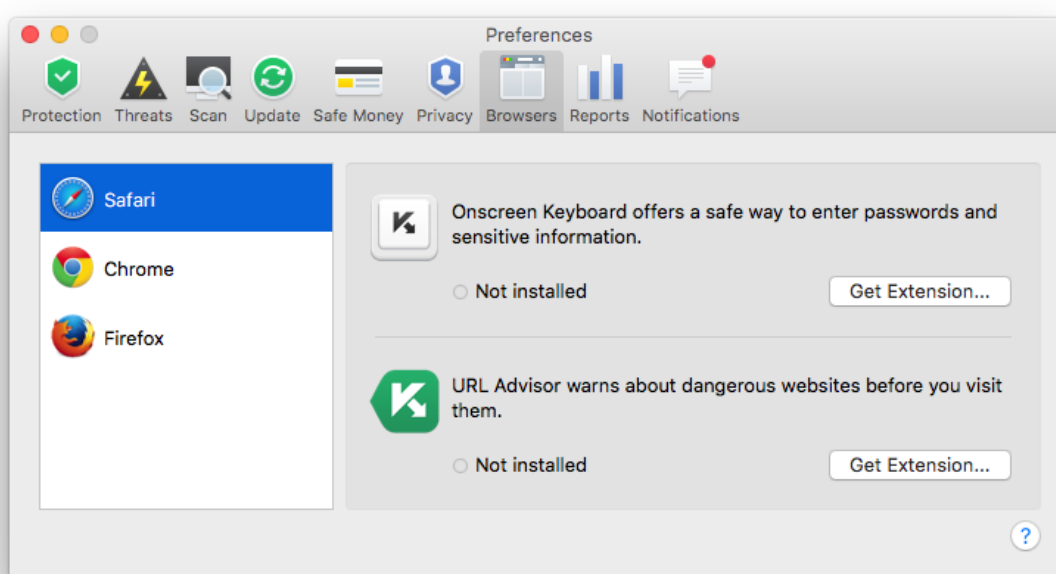 Preferences
Protection Threats Scan Update Safe Money Privacy Browsers Reports Notifications
Safari
Chrome
Firefox
Onscreen Keyboard offers a safe way to enter passwords and
sensitive information.
Not installed
Get Extension...
URL Advisor warns about dangerous websites before you visit
them.
Not installed
Get Extension...
?